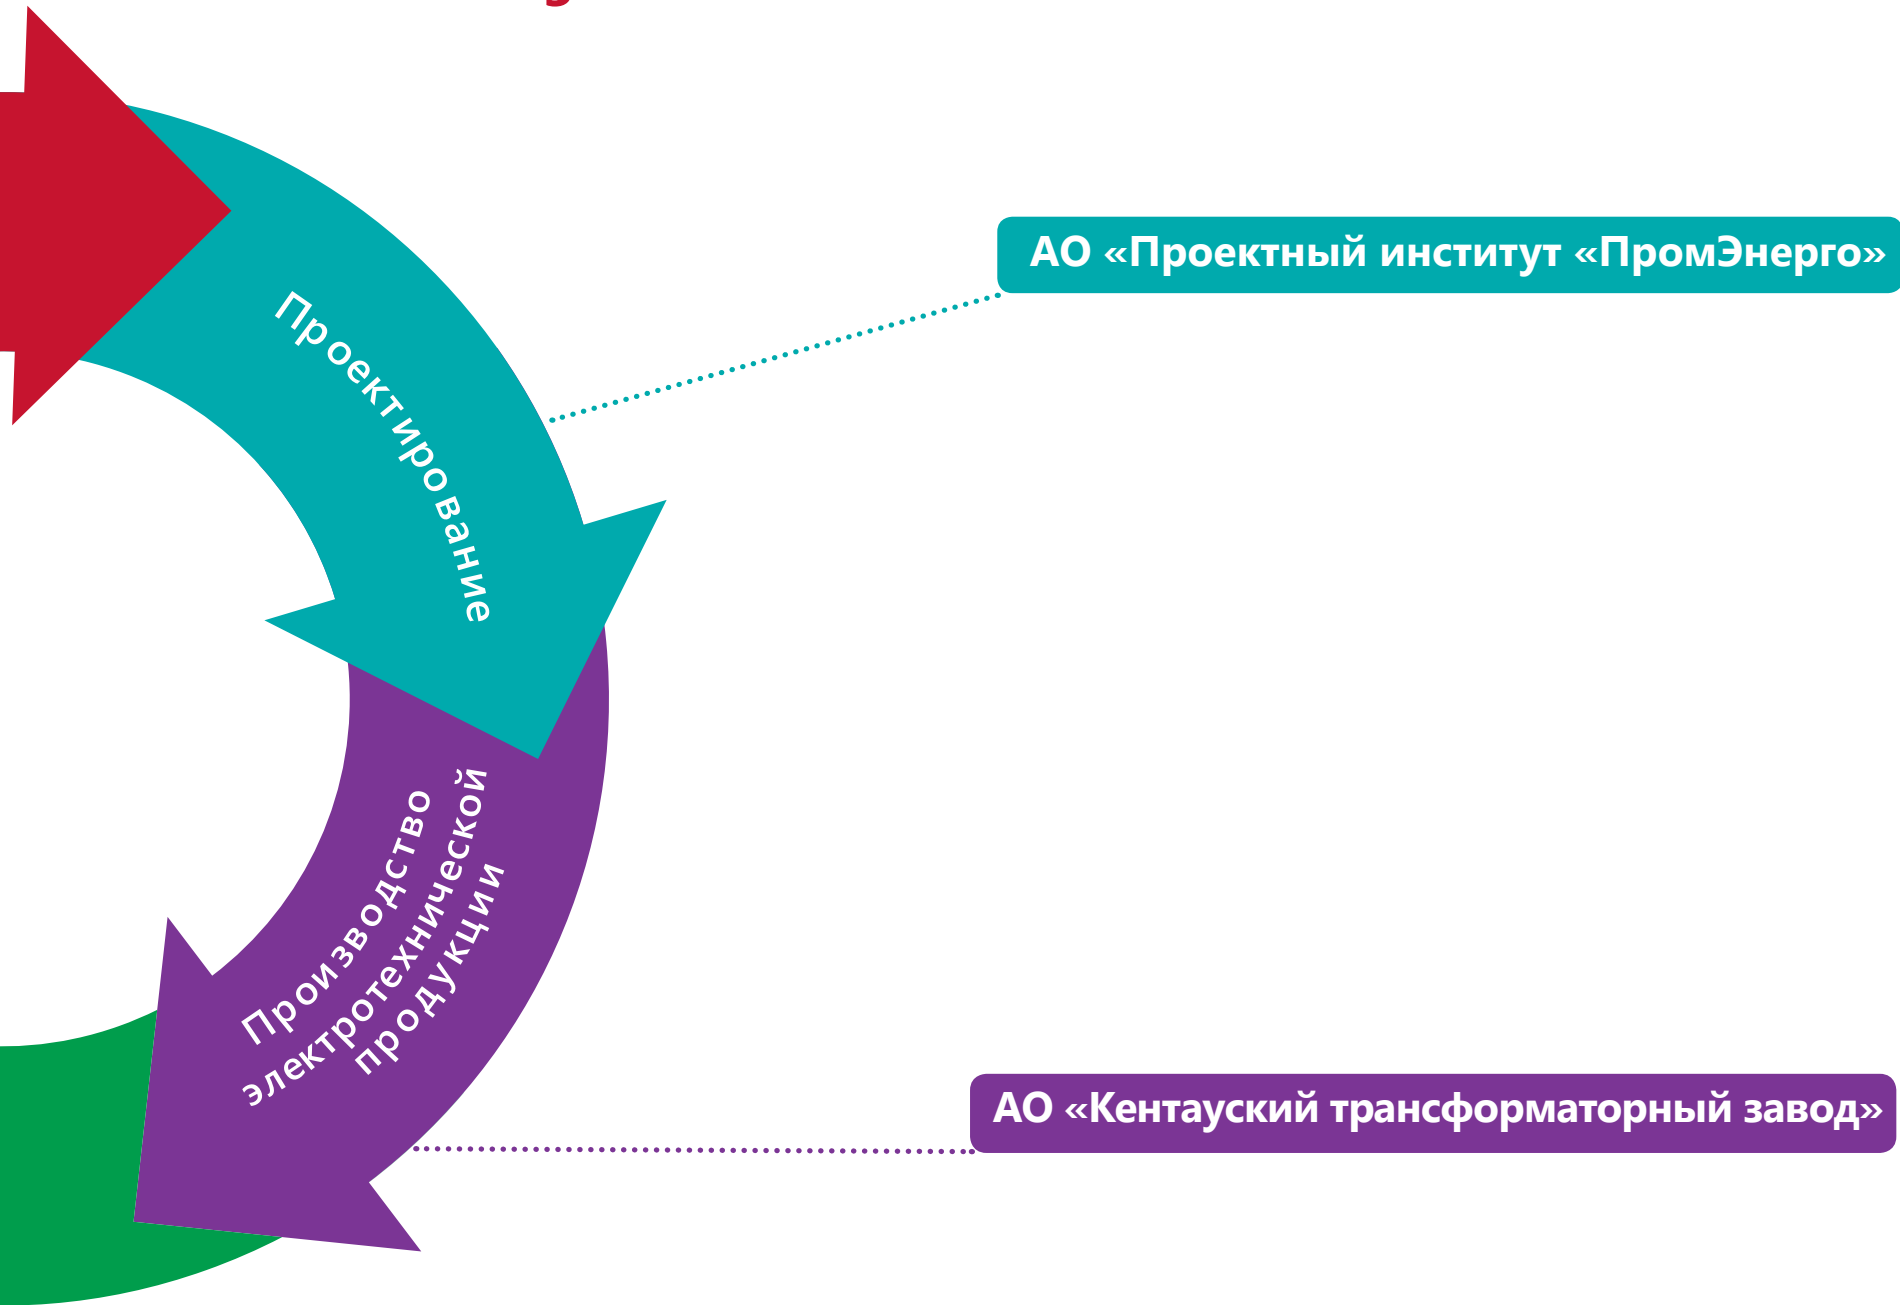 Проектирование
АО «Проектный институт «ПромЭнерго»
Производство
электротехнической
продукции
АО «Кентауский трансформаторный завод»